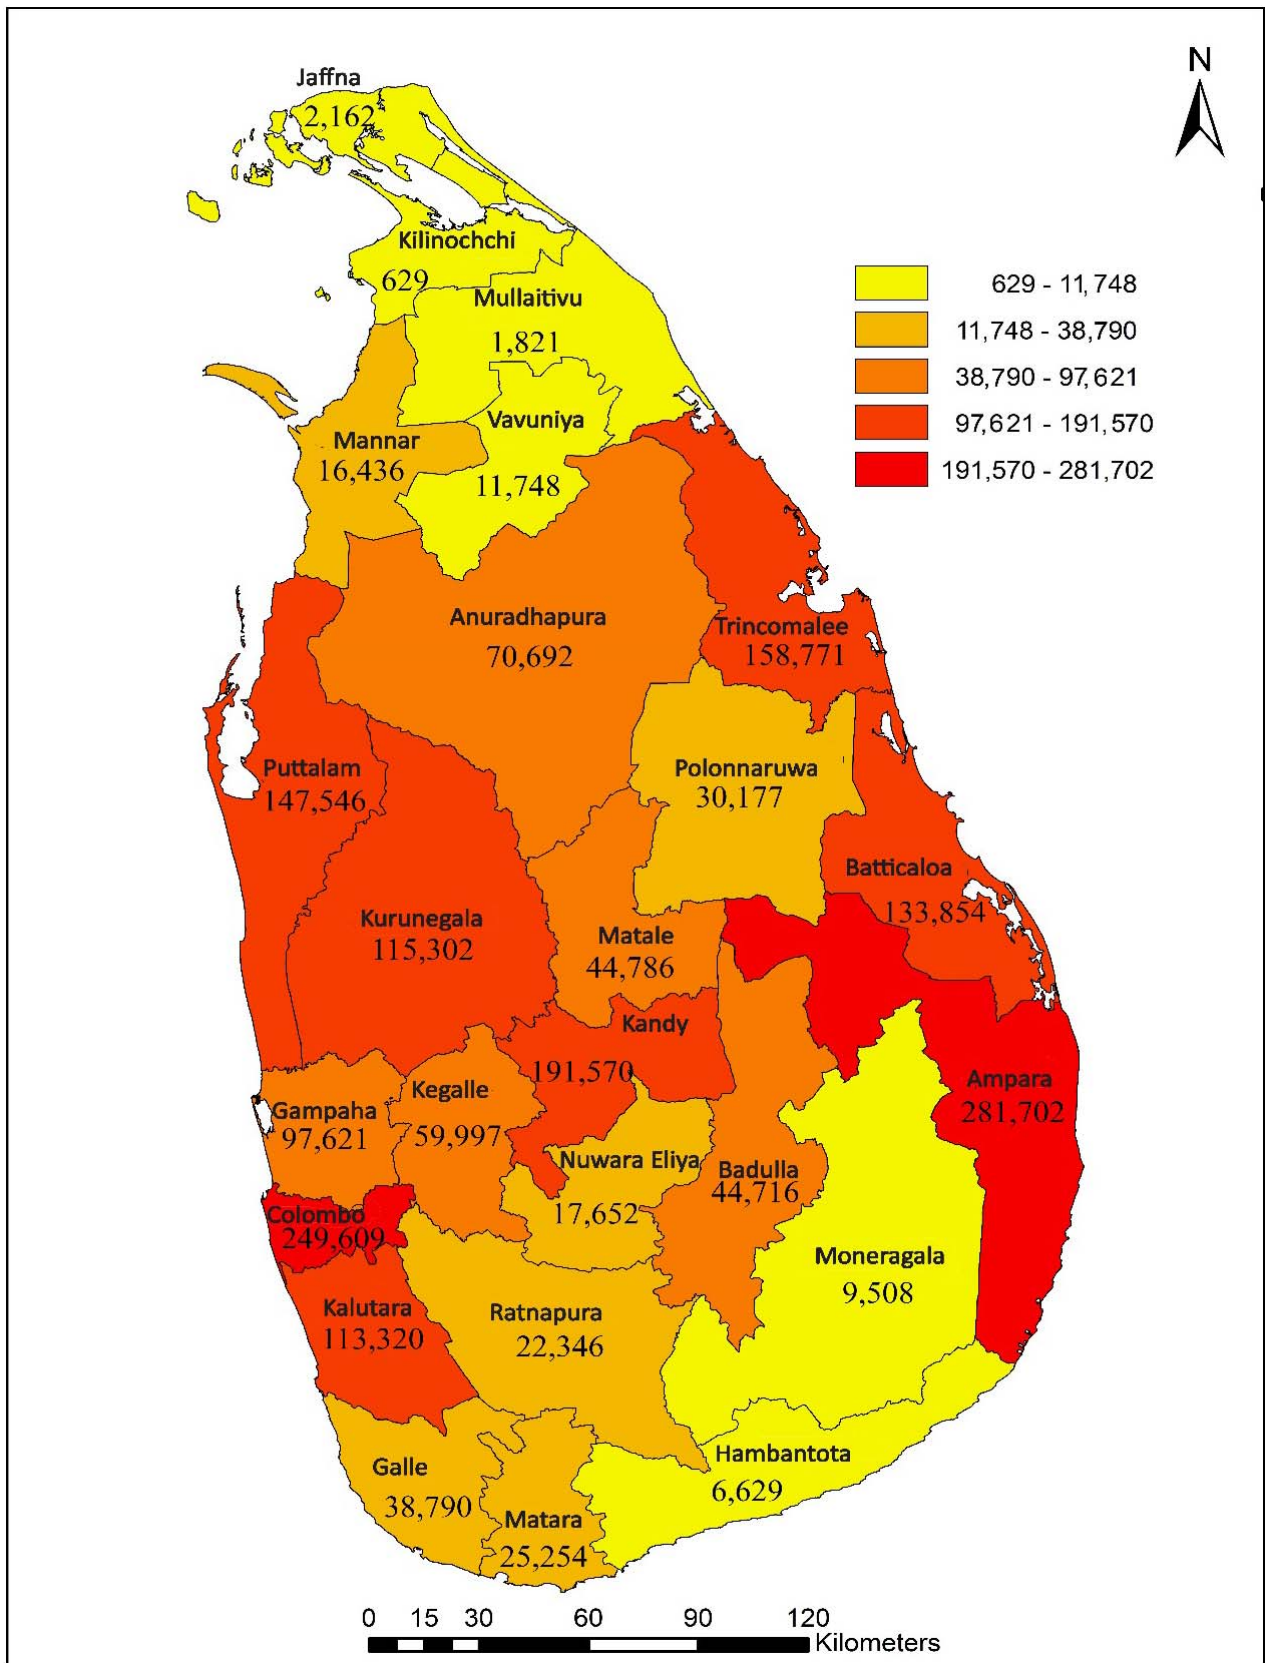 N
Jaffna
2,162
Kilinochchi
629
Mullaitivu
1,821
Vavuniya
11,748
Mannar
16,436
629 - 11,748
11,748 - 38,790
38,790 - 97,621
97,621 - 191,570
191,570 - 281,702
Anuradhapura
70,692
Trincomalee
158,771
Puttalam
147,546
Polonnaruwa
30,177
Batticaloa
133,854
Kurunegala
115,302
Matale
44,786
Kandy
191,570
Ampara
281,702
Kegalle
59,997
Gampaha
97,621
Nuwara Eliya
17,652
Badulla
44,716
Colombo
249,609
Moneragala
9,508
Kalutara
113,320
Ratnapura
22,346
Hambantota
6,629
Galle
38,790
Matara
25,254
0 15 30 60 90 120
Kilometers